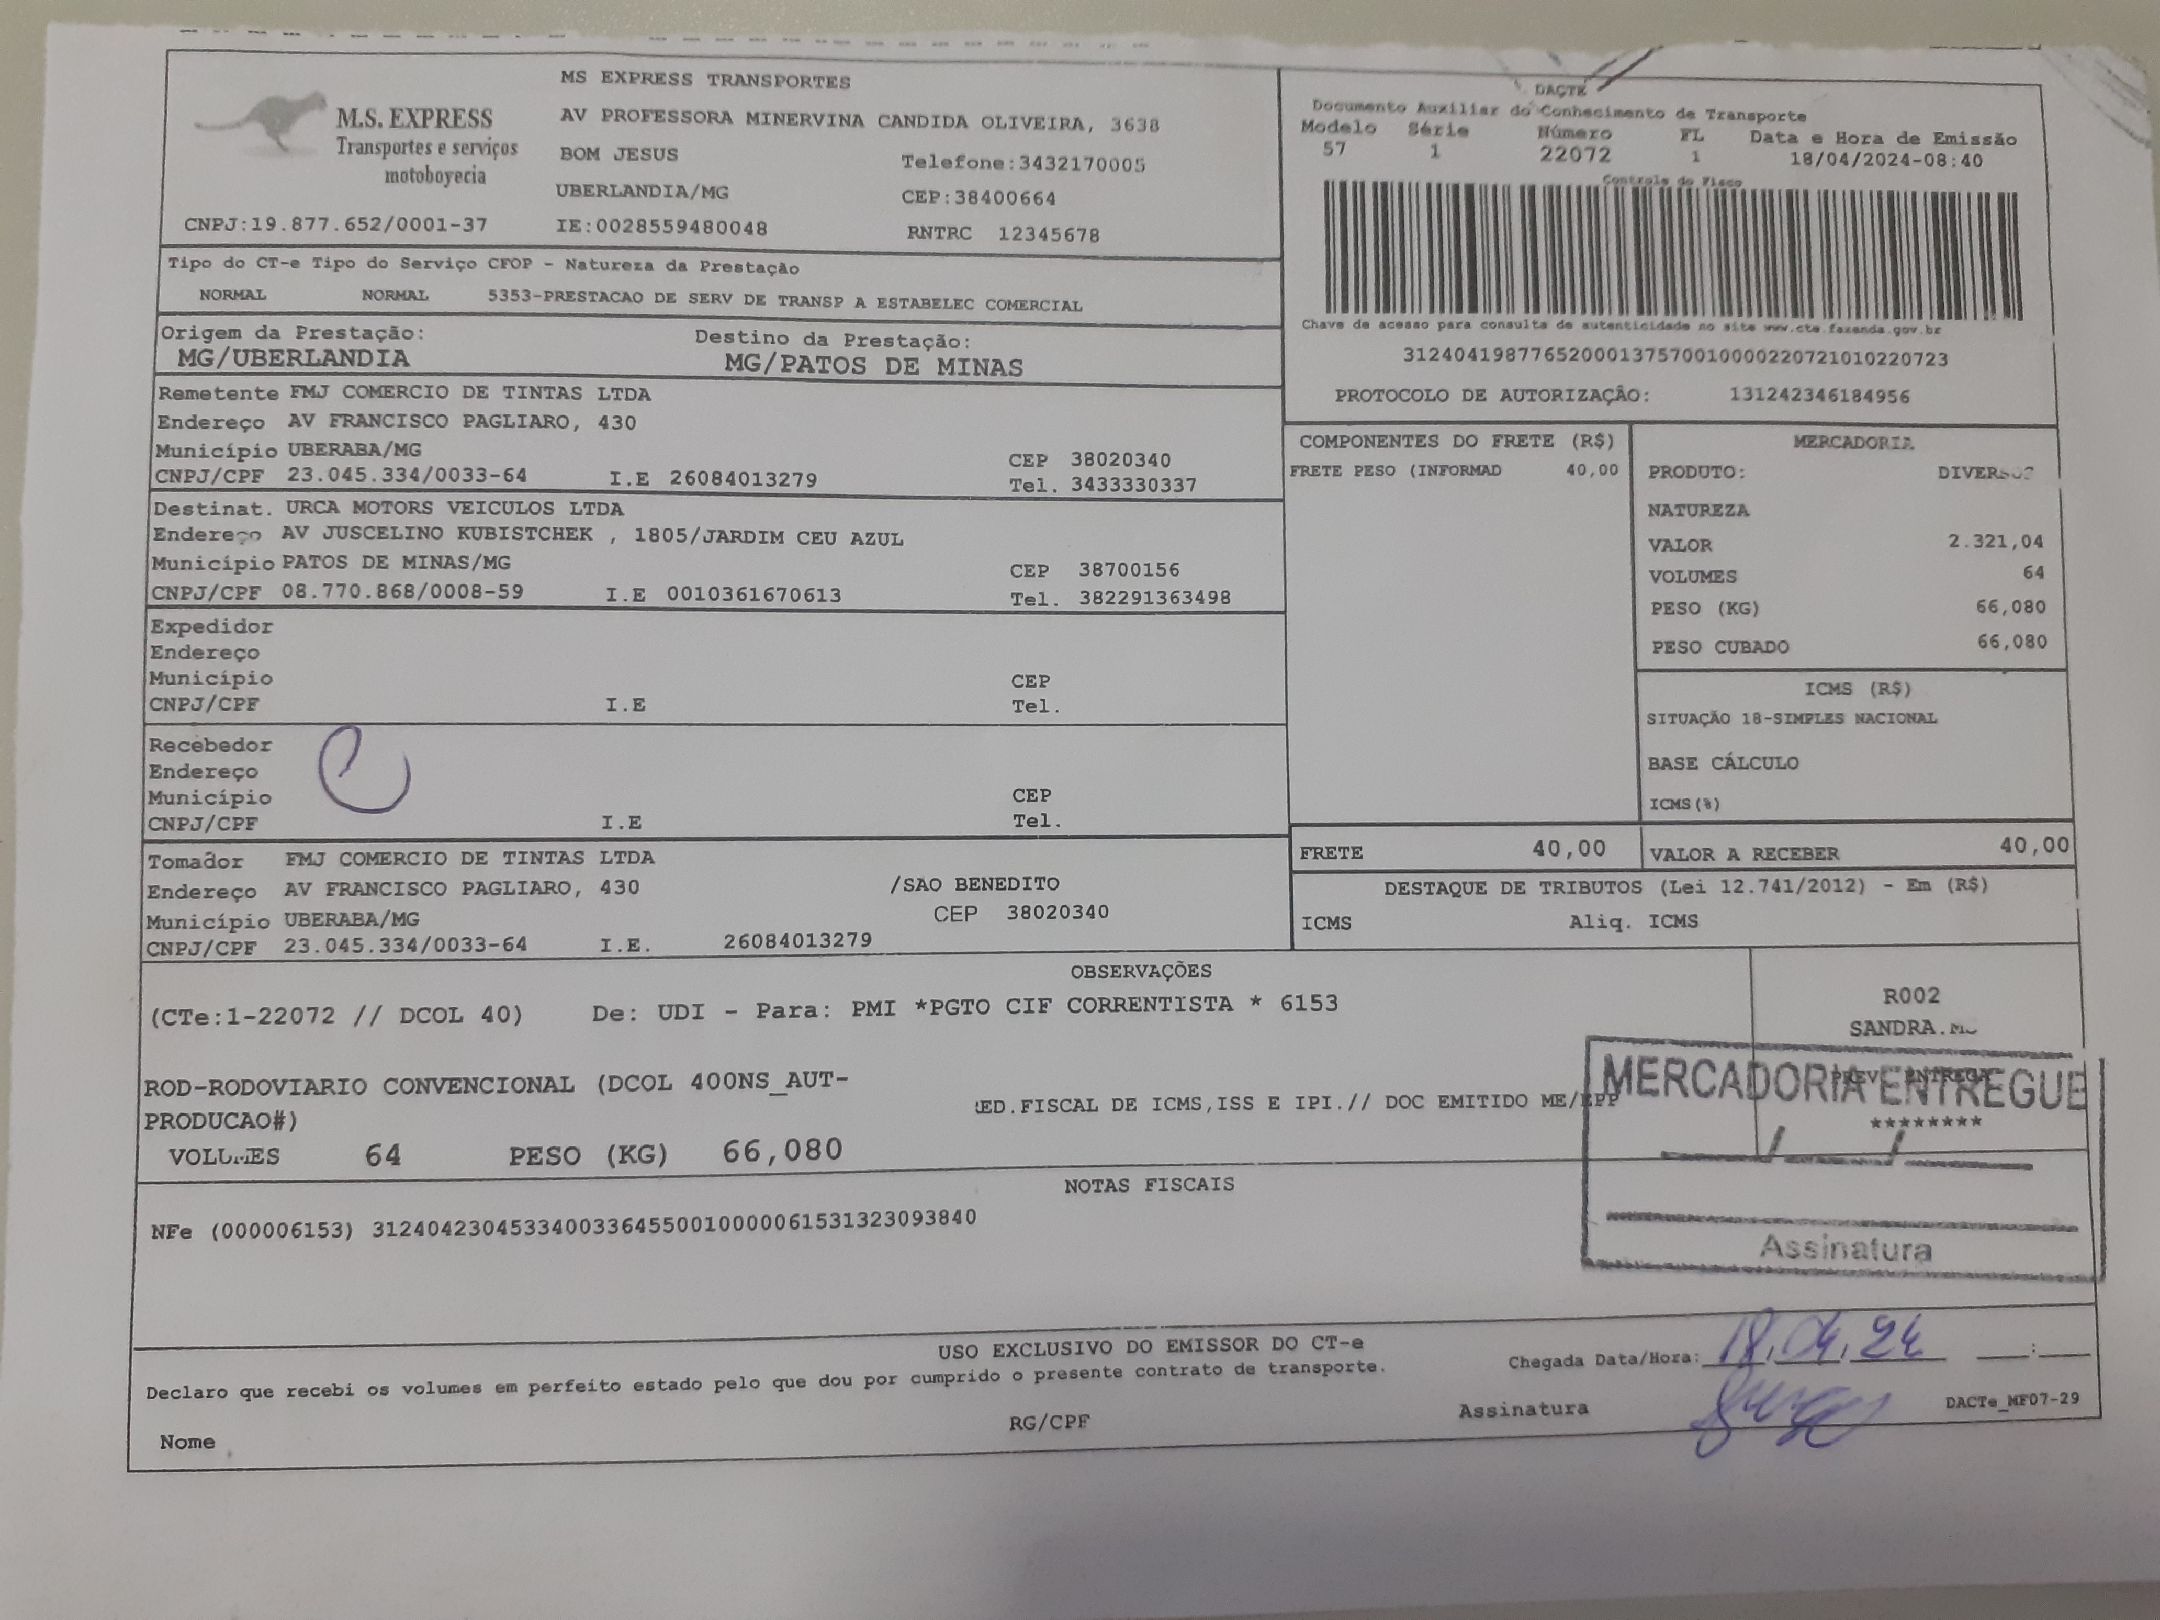 M.S. EXPRESS
Transportes e serviços
motoboyecia
CNPJ:19.877.652/0001-37
MS EXPRESS TRANSPORTES
AV PROFESSORA MINERVINA CANDIDA OLIVEIRA, 3638
BOM JESUS
Telefone:3432170005
UBERLANDIA/MG
CEP:38400664
IE:0028559480048
RNTRC 12345678
DACTE
Documento Auxiliar do Conhecimento de Transporte
Modelo Série Número FL Data e Hora de Emissão
57 1 22072 1 18/04/2024-08:40
Controle do Fisco
Chave de acesso para consulta de autenticidade no site www.cte.fazenda.gov.br
31240419877652000137570010000220721010220723
PROTOCOLO DE AUTORIZAÇÃO: 131242346184956
Tipo do CT-e Tipo do Serviço CFOP - Natureza da Prestação
NORMAL NORMAL 5353-PRESTACAO DE SERV DE TRANSP A ESTABELEC COMERCIAL
Origem da Prestação: Destino da Prestação:
MG/UBERLANDIA MG/PATOS DE MINAS
Remetente FMJ COMERCIO DE TINTAS LTDA
Endereço AV FRANCISCO PAGLIARO, 430
Município UBERABA/MG CEP 38020340
CNPJ/CPF 23.045.334/0033-64 I.E 26084013279 Tel. 3433330337
Destinat. URCA MOTORS VEICULOS LTDA
Endereço AV JUSCELINO KUBISTCHEK , 1805/JARDIM CEU AZUL
Município PATOS DE MINAS/MG CEP 38700156
CNPJ/CPF 08.770.868/0008-59 I.E 0010361670613 Tel. 382291363498
Expedidor
Endereço
Município CEP
CNPJ/CPF I.E Tel.
Recebedor
Endereço
Município CEP
CNPJ/CPF I.E Tel.
Tomador FMJ COMERCIO DE TINTAS LTDA
Endereço AV FRANCISCO PAGLIARO, 430 /SAO BENEDITO
Município UBERABA/MG CEP 38020340
CNPJ/CPF 23.045.334/0033-64 I.E. 26084013279
COMPONENTES DO FRETE (R$)
FRETE PESO (INFORMAD 40,00
MERCADORIA
PRODUTO: DIVERSOS
NATUREZA
VALOR 2.321,04
VOLUMES 64
PESO (KG) 66,080
PESO CUBADO 66,080
ICMS (R$)
SITUAÇÃO 18-SIMPLES NACIONAL
BASE CÁLCULO
ICMS(%)
FRETE 40,00 VALOR A RECEBER 40,00
DESTAQUE DE TRIBUTOS (Lei 12.741/2012) - Em (R$)
ICMS Aliq. ICMS
OBSERVAÇÕES
(CTe:1-22072 // DCOL 40) De: UDI - Para: PMI *PGTO CIF CORRENTISTA * 6153
R002
SANDRA.
ROD-RODOVIARIO CONVENCIONAL (DCOL 400NS_AUT-
PRODUCAO#)
.FISCAL DE ICMS,ISS E IPI.// DOC EMITIDO ME/EPP
PREV. ENTREGA
********
MERCADORIA ENTREGUE
__/__/__
Assinatura
VOLUMES 64 PESO (KG) 66,080
NOTAS FISCAIS
NFe (000006153) 31240423045334003364550010000061531323093840
USO EXCLUSIVO DO EMISSOR DO CT-e
Declaro que recebi os volumes em perfeito estado pelo que dou por cumprido o presente contrato de transporte.
Chegada Data/Hora: 18.04.24 __:__
Nome RG/CPF Assinatura DACTe_MF07-29